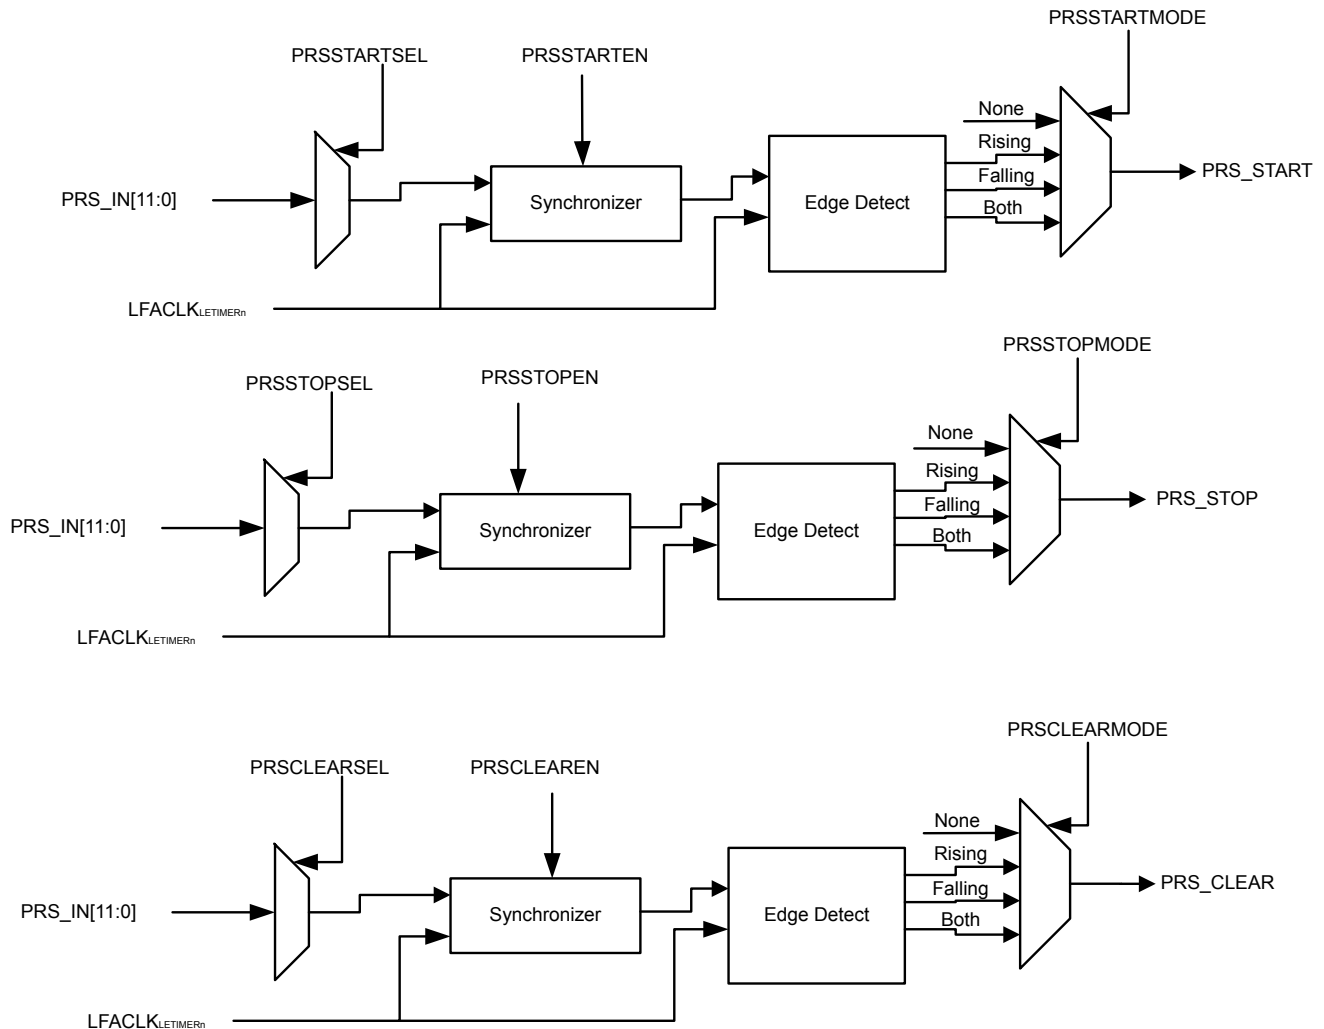 PRSSTARTMODE
PRSSTARTSEL
PRSSTARTEN
None
Rising
Falling
Both
PRS_IN[11:0]
Synchronizer
Edge Detect
PRS_START
LFACLKLETIMERn
PRSSTOPMODE
PRSSTOPSEL
PRSSTOPEN
None
Rising
Falling
Both
PRS_IN[11:0]
Synchronizer
Edge Detect
PRS_STOP
LFACLKLETIMERn
PRSCLEARMODE
PRSCLEARSEL
PRSCLEAREN
None
Rising
Falling
Both
PRS_IN[11:0]
Synchronizer
Edge Detect
PRS_CLEAR
LFACLKLETIMERn